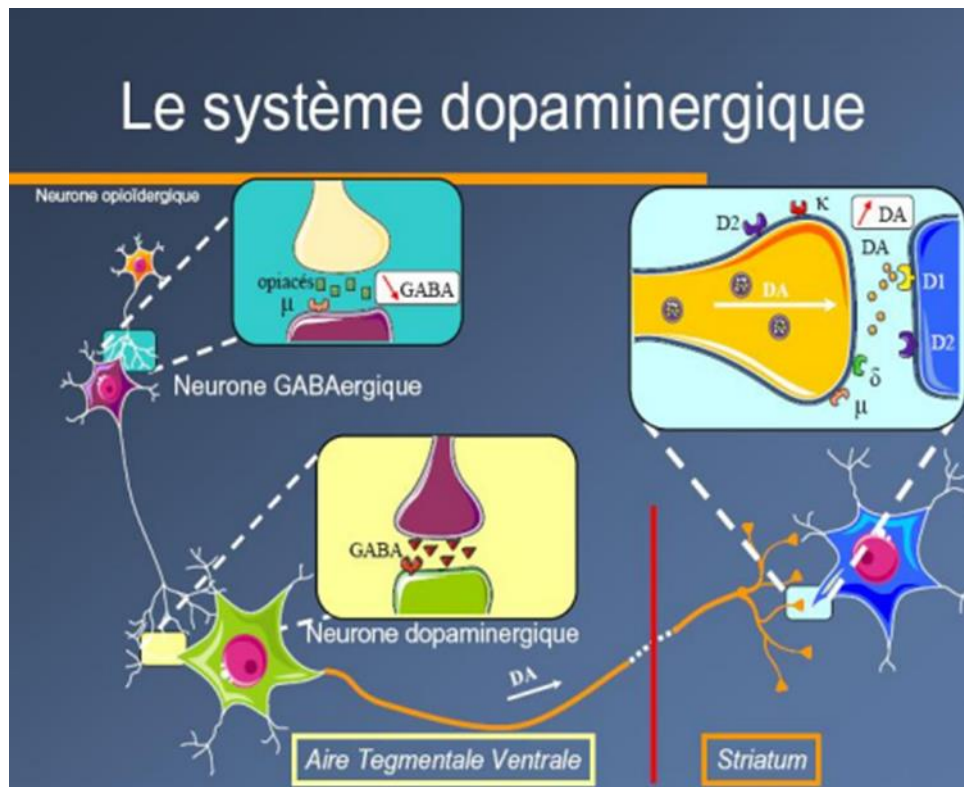 Le système dopaminergique
Neurone opioïdergique
opiacés
μ
GABA
Neurone GABAergique
D2
κ
DA
DA
DA
D1
D2
δ
μ
GABA
Neurone dopaminergique
DA
Aire Tegmentale Ventrale
Striatum